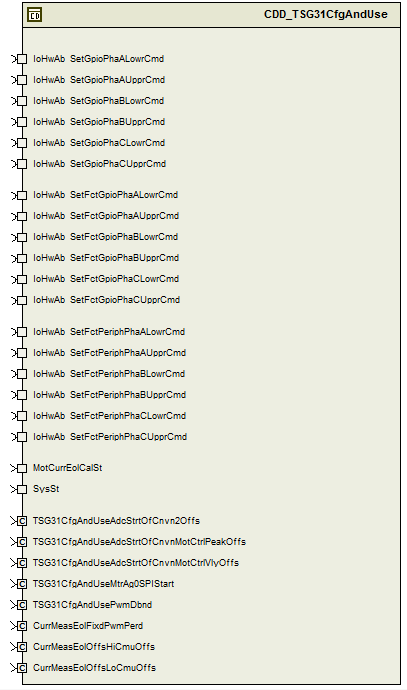 CD
CDD_TSG31CfgAndUse
IoHwAb SetGpioPhaALowrCmd
IoHwAb SetGpioPhaAUpprCmd
IoHwAb SetGpioPhaBLowrCmd
IoHwAb SetGpioPhaBUpprCmd
IoHwAb SetGpioPhaCLowrCmd
IoHwAb SetGpioPhaCUpprCmd
IoHwAb SetFctGpioPhaALowrCmd
IoHwAb SetFctGpioPhaAUpprCmd
IoHwAb SetFctGpioPhaBLowrCmd
IoHwAb SetFctGpioPhaBUpprCmd
IoHwAb SetFctGpioPhaCLowrCmd
IoHwAb SetFctGpioPhaCUpprCmd
IoHwAb SetFctPeriphPhaALowrCmd
IoHwAb SetFctPeriphPhaAUpprCmd
IoHwAb SetFctPeriphPhaBLowrCmd
IoHwAb SetFctPeriphPhaBUpprCmd
IoHwAb SetFctPeriphPhaCLowrCmd
IoHwAb SetFctPeriphPhaCUpprCmd
MotCurrEolCalSt
SysSt
C TSG31CfgAndUseAdcStrtOfCnvn2Offs
C TSG31CfgAndUseAdcStrtOfCnvnMotCtrlPeakOffs
C TSG31CfgAndUseAdcStrtOfCnvnMotCtrlVlyOffs
C TSG31CfgAndUseMtrAg0SPIStart
C TSG31CfgAndUsePwmDbnd
C CurrMeasEolFixdPwmPerd
C CurrMeasEolOffsHiCmuOffs
C CurrMeasEolOffsLoCmuOffs